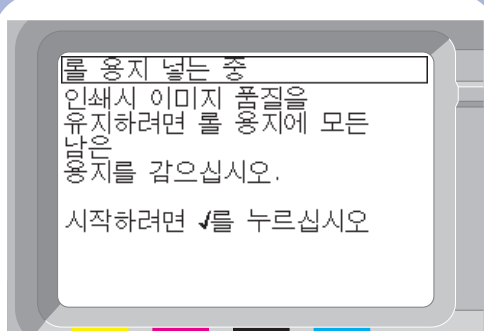 롤 용지 넣는 중
인쇄시 이미지 품질을
유지하려면 롤 용지에 모든
남은
용지를 감으십시오.
시작하려면 ✓를 누르십시오